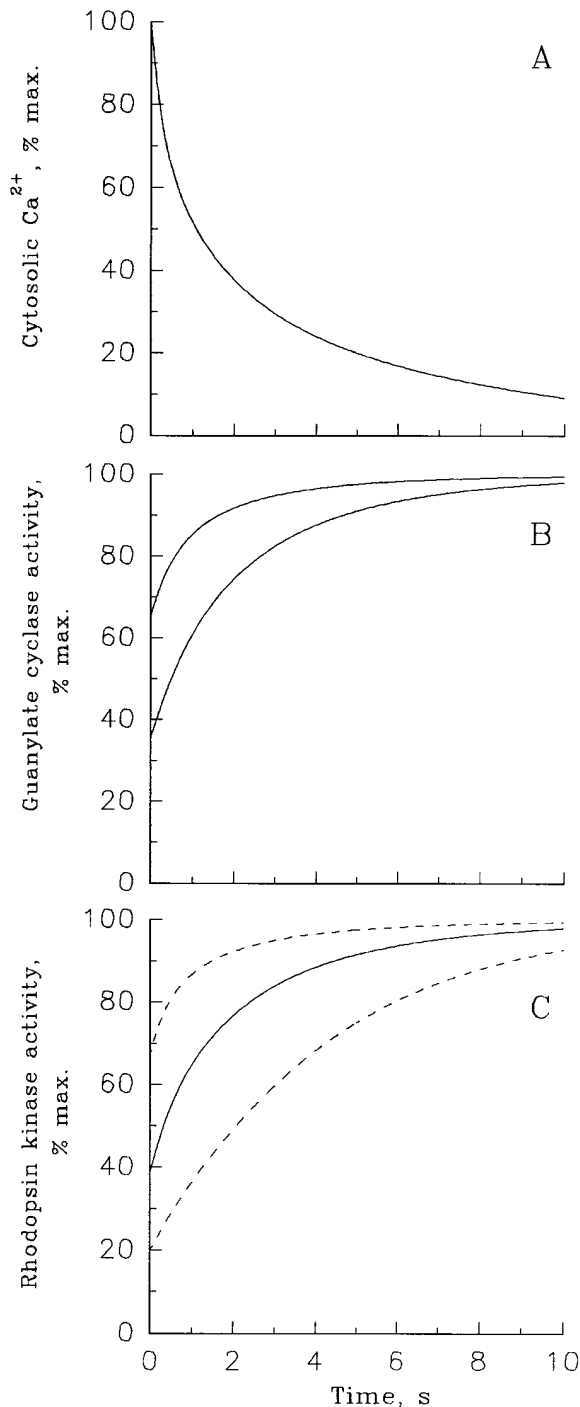 Cytosolic Ca2+, % max.
100
80
60
40
20
0
A
Guanylate cyclase activity,
% max.
100
80
60
40
20
0
B
Rhodopsin kinase activity,
% max.
100
80
60
40
20
0
C
0 2 4 6 8 10
Time, s